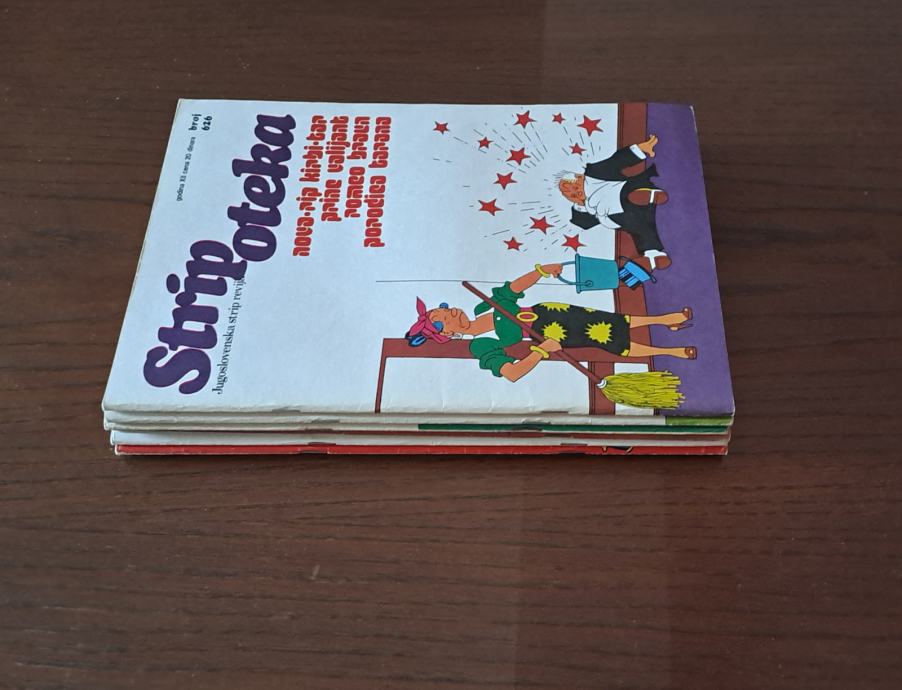 godina XII cena 20 dinara broj
626
Strip
oteka
Jugoslovenska strip revija
nova·rip kirbi·tar
princ valijant
romeo braun
porodica tarana